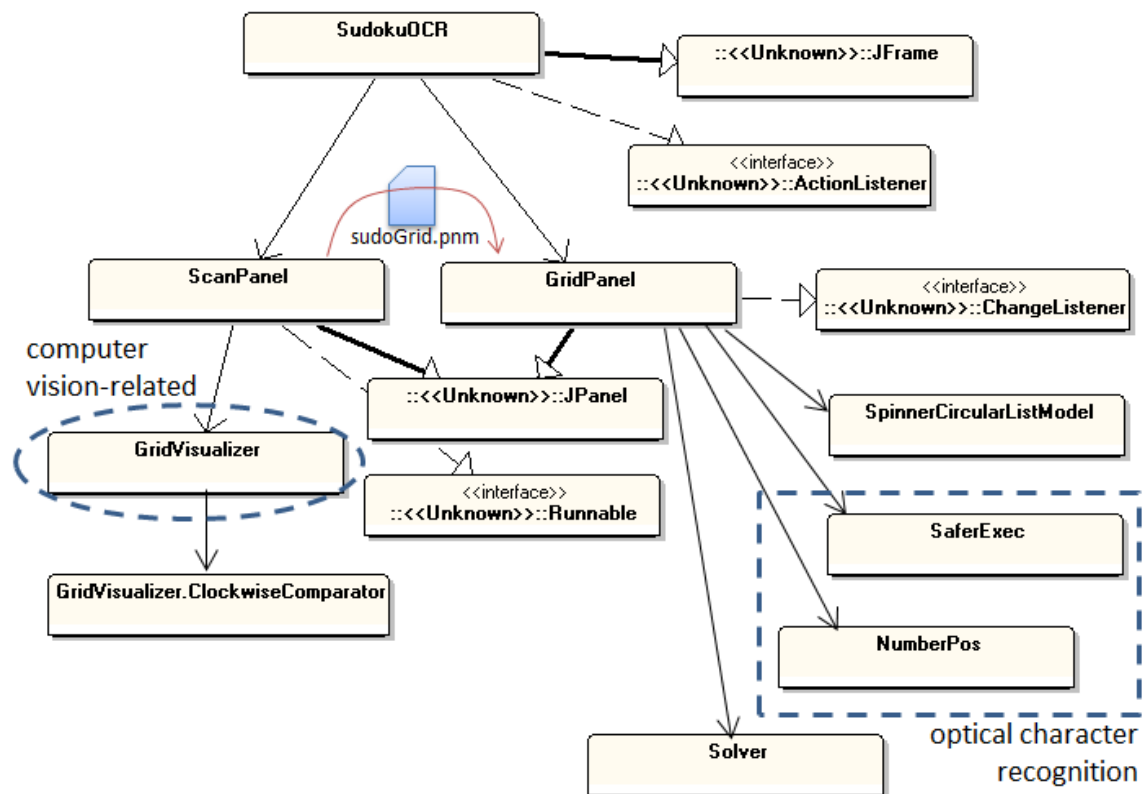 SudokuOCR
::<<Unknown>>::JFrame
<<interface>>
::<<Unknown>>::ActionListener
sudoGrid.pnm
ScanPanel
GridPanel
<<interface>>
::<<Unknown>>::ChangeListener
computer
vision-related
::<<Unknown>>::JPanel
SpinnerCircularListModel
GridVisualizer
<<interface>>
::<<Unknown>>::Runnable
SaferExec
GridVisualizer.ClockwiseComparator
NumberPos
Solver
optical character
recognition